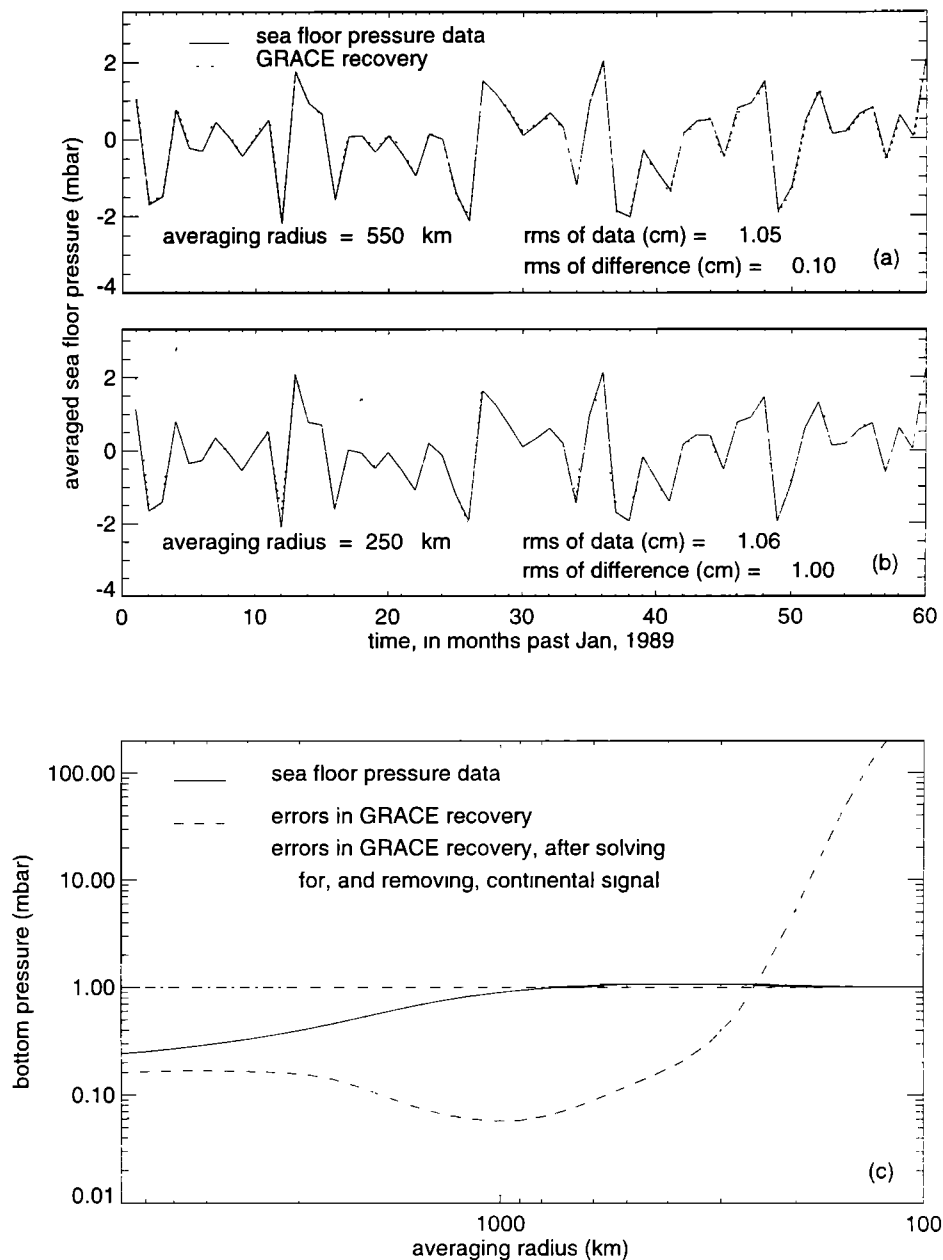 sea floor pressure data
GRACE recovery
2
0
-2
-4
averaging radius = 550 km
rms of data (cm) = 1.05
rms of difference (cm) = 0.10
(a)
averaged sea floor pressure (mbar)
2
0
-2
-4
averaging radius = 250 km
rms of data (cm) = 1.06
rms of difference (cm) = 1.00
(b)
0 10 20 30 40 50 60
time, in months past Jan, 1989
sea floor pressure data
errors in GRACE recovery
errors in GRACE recovery, after solving
for, and removing, continental signal
100.00
10.00
1.00
0.10
0.01
bottom pressure (mbar)
(c)
1000 100
averaging radius (km)